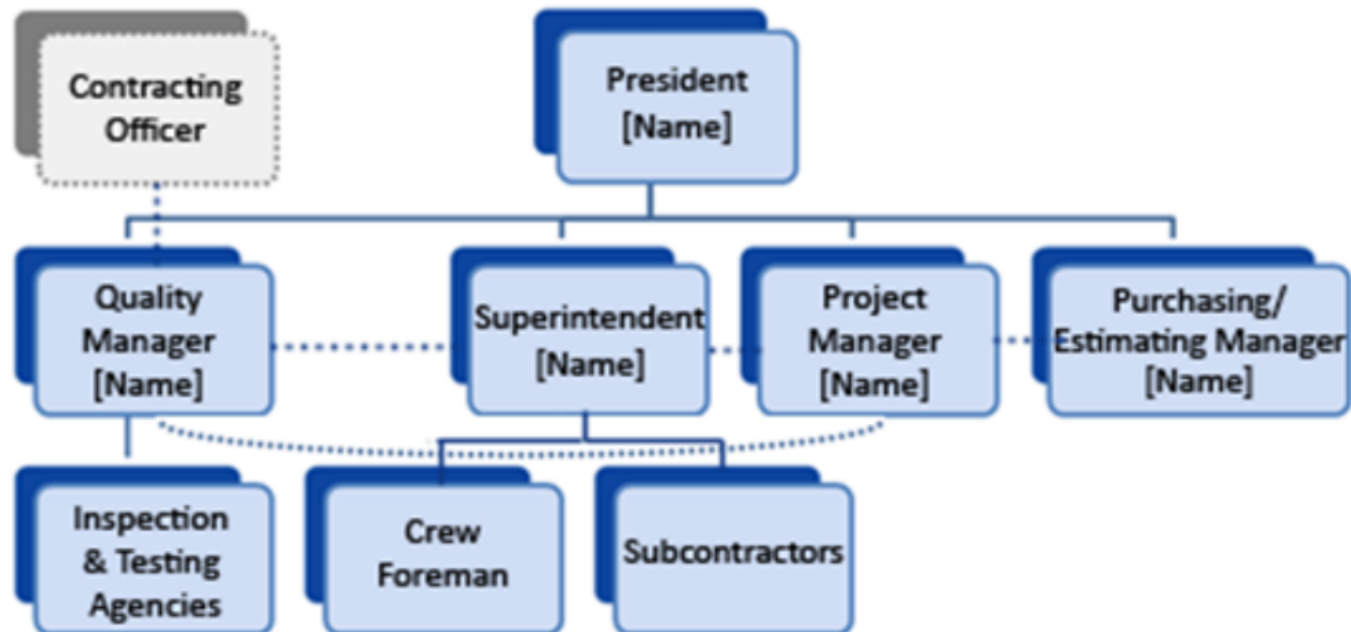 Contracting
Officer
President
[Name]
Quality
Manager
[Name]
Superintendent
[Name]
Project
Manager
[Name]
Purchasing/
Estimating Manager
[Name]
Inspection
& Testing
Agencies
Crew
Foreman
Subcontractors